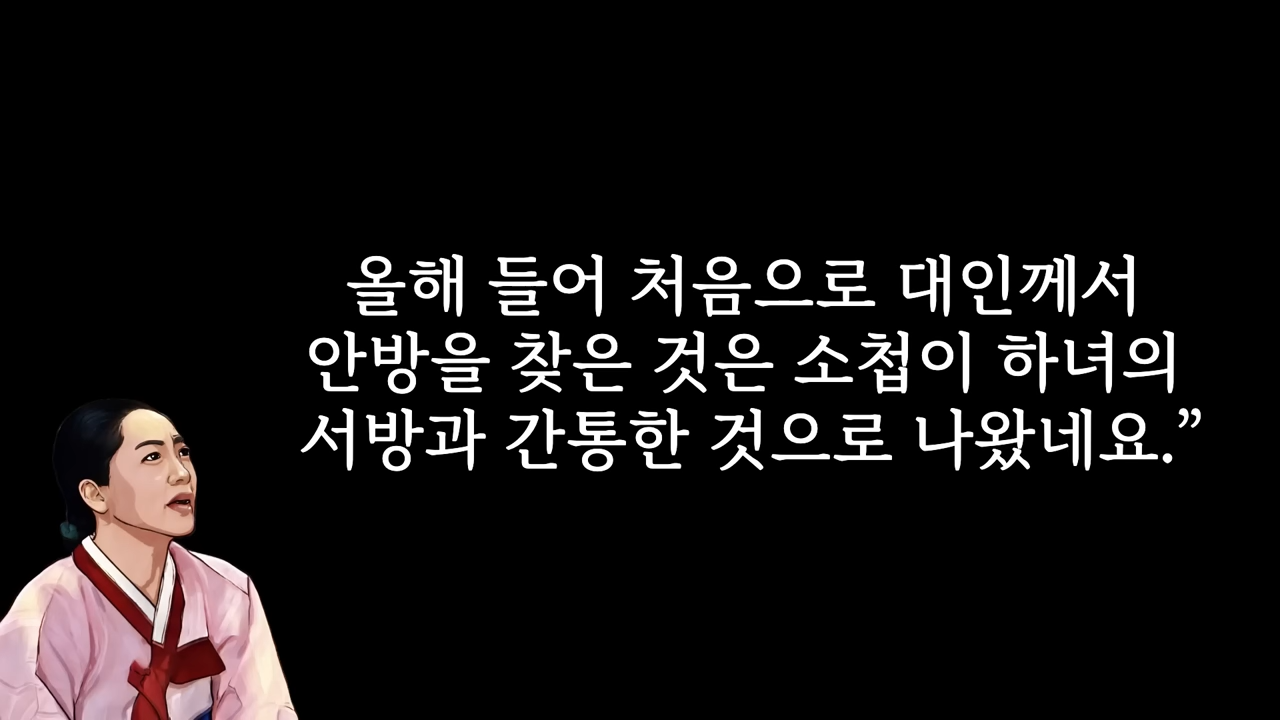 올해 들어 처음으로 대인께서
안방을 찾은 것은 소첩이 하녀의
서방과 간통한 것으로 나왔네요.”